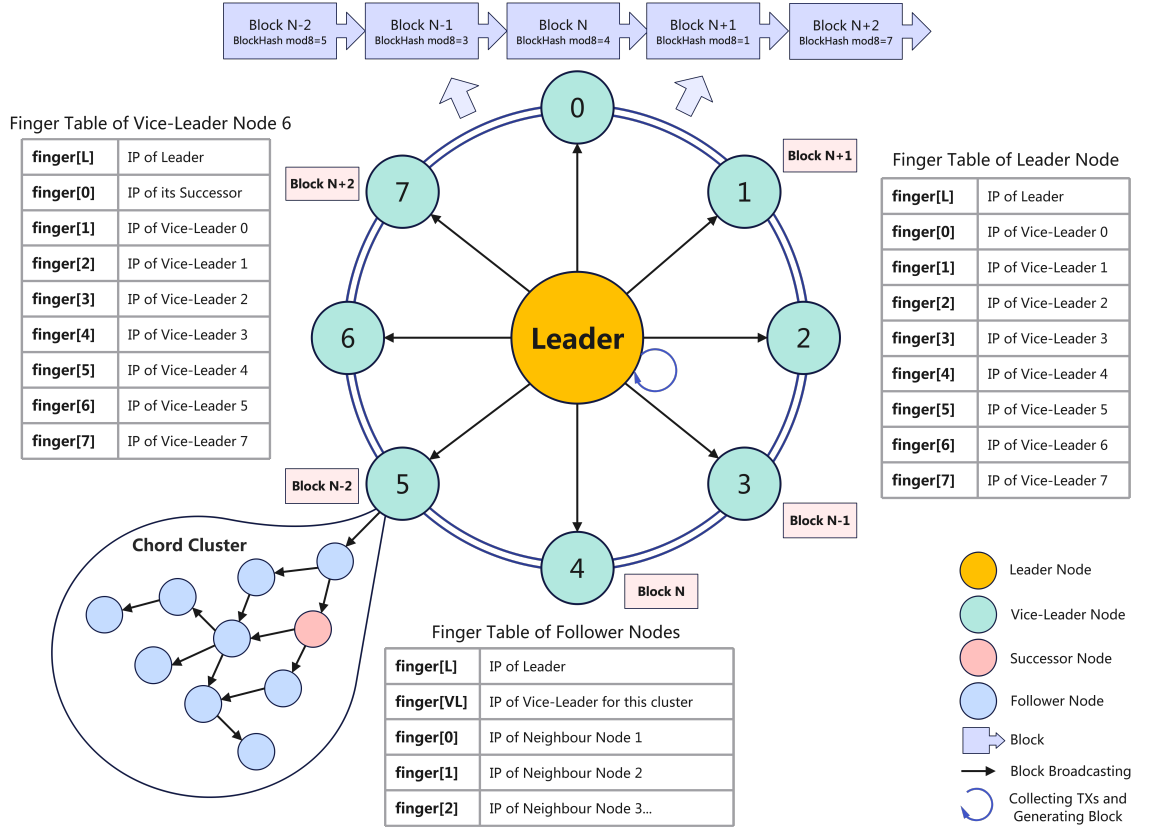 Block N-2
BlockHash mod8=5
Block N-1
BlockHash mod8=3
Block N
BlockHash mod8=4
Block N+1
BlockHash mod8=1
Block N+2
BlockHash mod8=7
Finger Table of Vice-Leader Node 6
finger[L] IP of Leader
finger[0] IP of its Successor
finger[1] IP of Vice-Leader 0
finger[2] IP of Vice-Leader 1
finger[3] IP of Vice-Leader 2
finger[4] IP of Vice-Leader 3
finger[5] IP of Vice-Leader 4
finger[6] IP of Vice-Leader 5
finger[7] IP of Vice-Leader 7
0
1
2
3
4
5
6
7
Leader
Block N+2
Block N+1
Block N-2
Block N-1
Block N
Finger Table of Leader Node
finger[L] IP of Leader
finger[0] IP of Vice-Leader 0
finger[1] IP of Vice-Leader 1
finger[2] IP of Vice-Leader 2
finger[3] IP of Vice-Leader 3
finger[4] IP of Vice-Leader 4
finger[5] IP of Vice-Leader 5
finger[6] IP of Vice-Leader 6
finger[7] IP of Vice-Leader 7
Chord Cluster
Finger Table of Follower Nodes
finger[L] IP of Leader
finger[VL] IP of Vice-Leader for this cluster
finger[0] IP of Neighbour Node 1
finger[1] IP of Neighbour Node 2
finger[2] IP of Neighbour Node 3...
Leader Node
Vice-Leader Node
Successor Node
Follower Node
Block
Block Broadcasting
Collecting TXs and
Generating Block